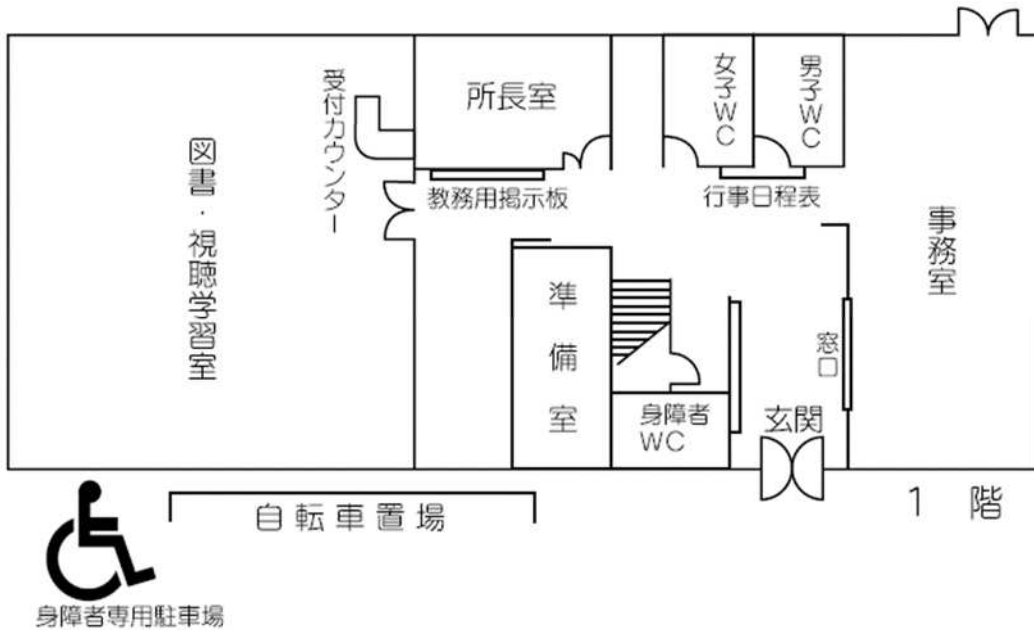 受付カウンター
所長室
女子WC
男子WC
図書・視聴学習室
教務用掲示板
行事日程表
事務室
準備室
窓口
身障者
WC
玄関
自転車置場
1 階
身障者専用駐車場